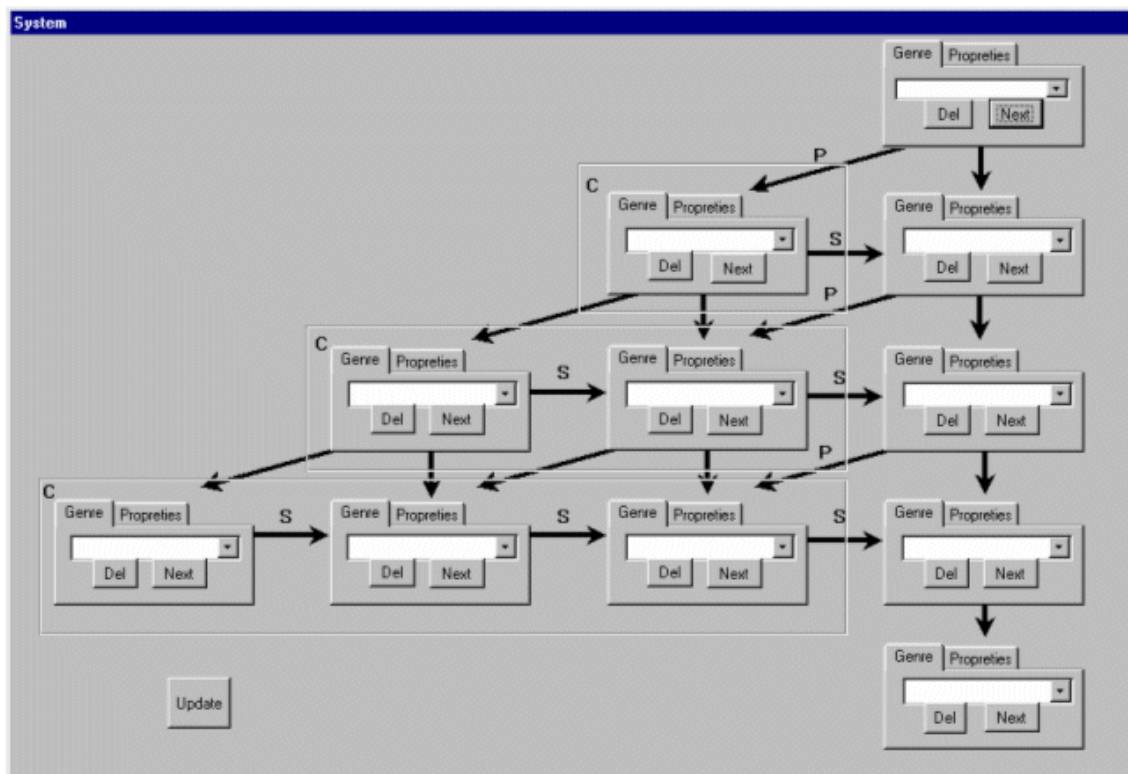 System
Genre Propreties
Del Next
P
C
Genre Propreties Genre Propreties
S
Del Next Del Next
P
C
Genre Propreties Genre Propreties Genre Propreties
S S
Del Next Del Next Del Next
P
C
Genre Propreties Genre Propreties Genre Propreties Genre Propreties
S S S
Del Next Del Next Del Next Del Next
Genre Propreties
Update
Del Next